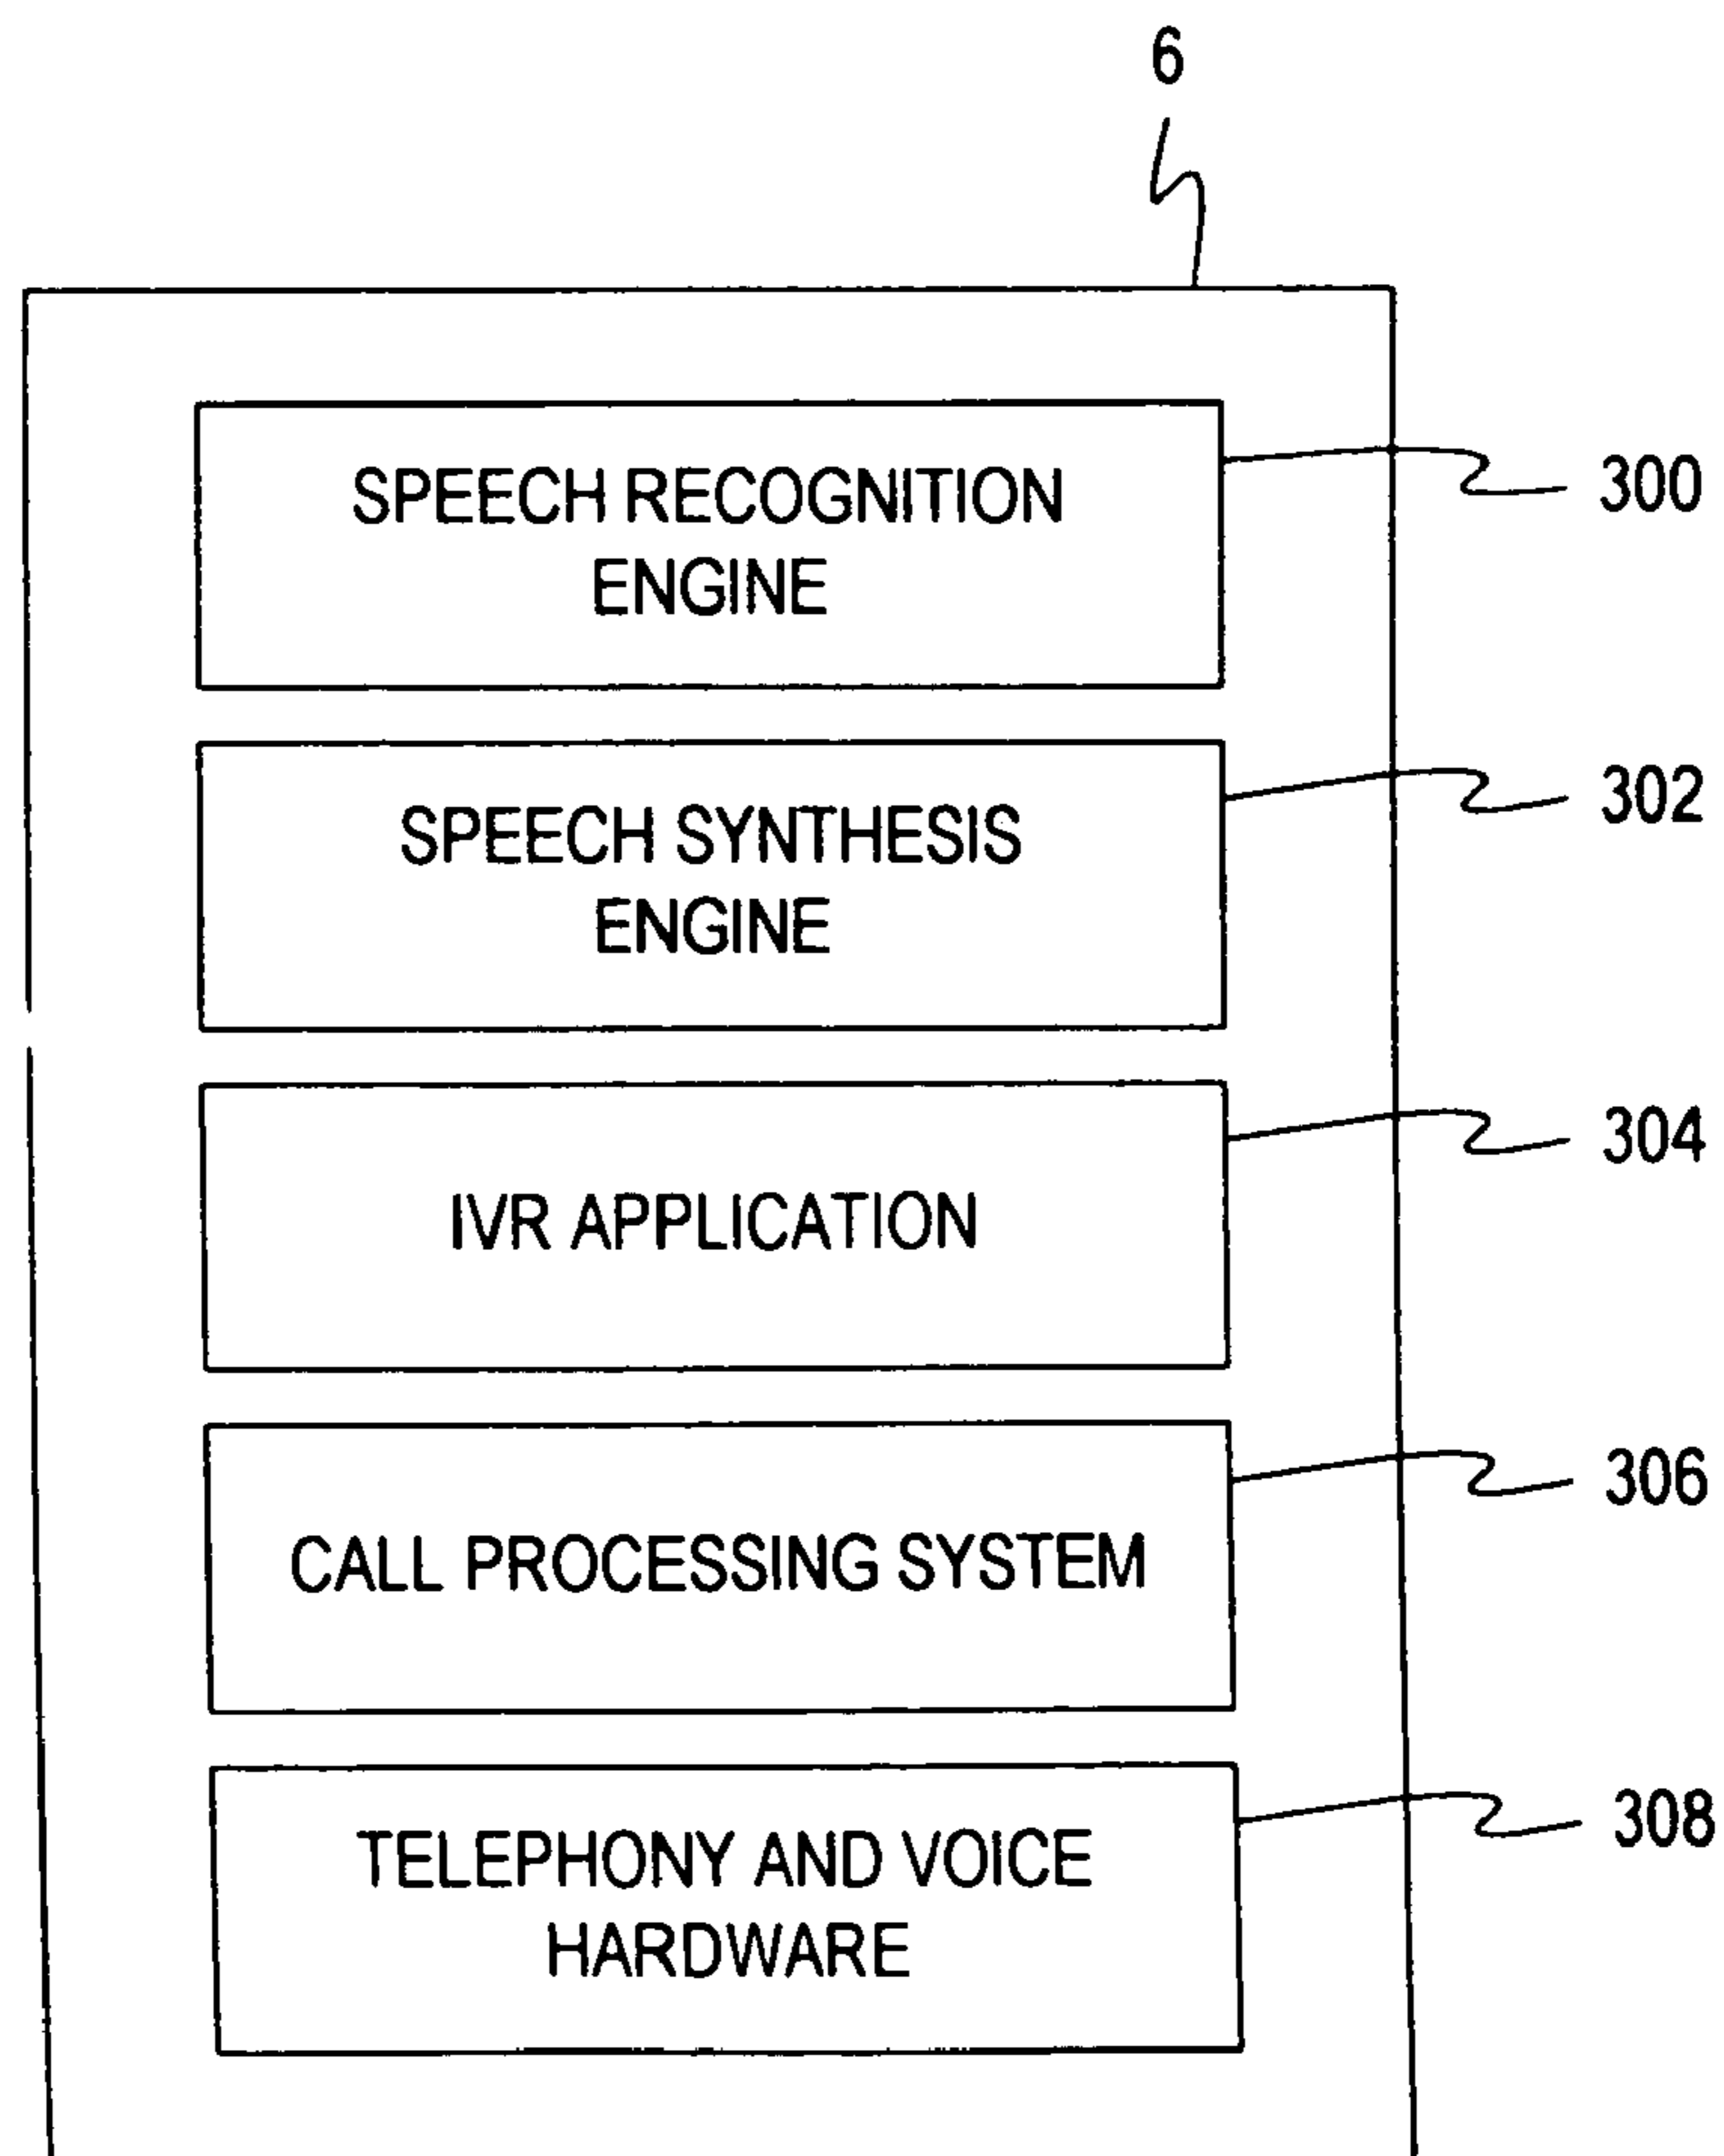 6
SPEECH RECOGNITION
ENGINE
300
SPEECH SYNTHESIS
ENGINE
302
IVR APPLICATION
304
CALL PROCESSING SYSTEM
306
TELEPHONY AND VOICE
HARDWARE
308